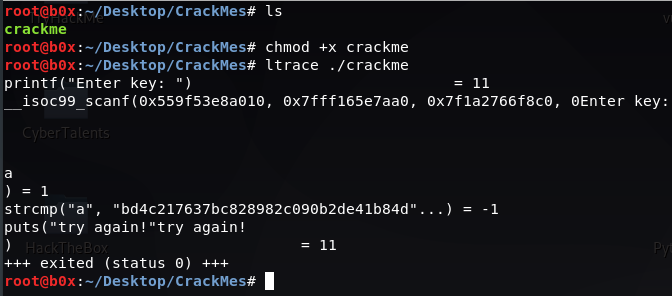 root@b0x:~/Desktop/CrackMes# ls
crackme
root@b0x:~/Desktop/CrackMes# chmod +x crackme
root@b0x:~/Desktop/CrackMes# ltrace ./crackme
printf("Enter key: ") = 11
__isoc99_scanf(0x559f53e8a010, 0x7fff165e7aa0, 0x7f1a2766f8c0, 0Enter key:
CyberTalents
a
) = 1
strcmp("a", "bd4c217637bc828982c090b2de41b84d"...) = -1
puts("try again!"try again!
) = 11
HackTheBox
+++ exited (status 0) +++
root@b0x:~/Desktop/CrackMes#